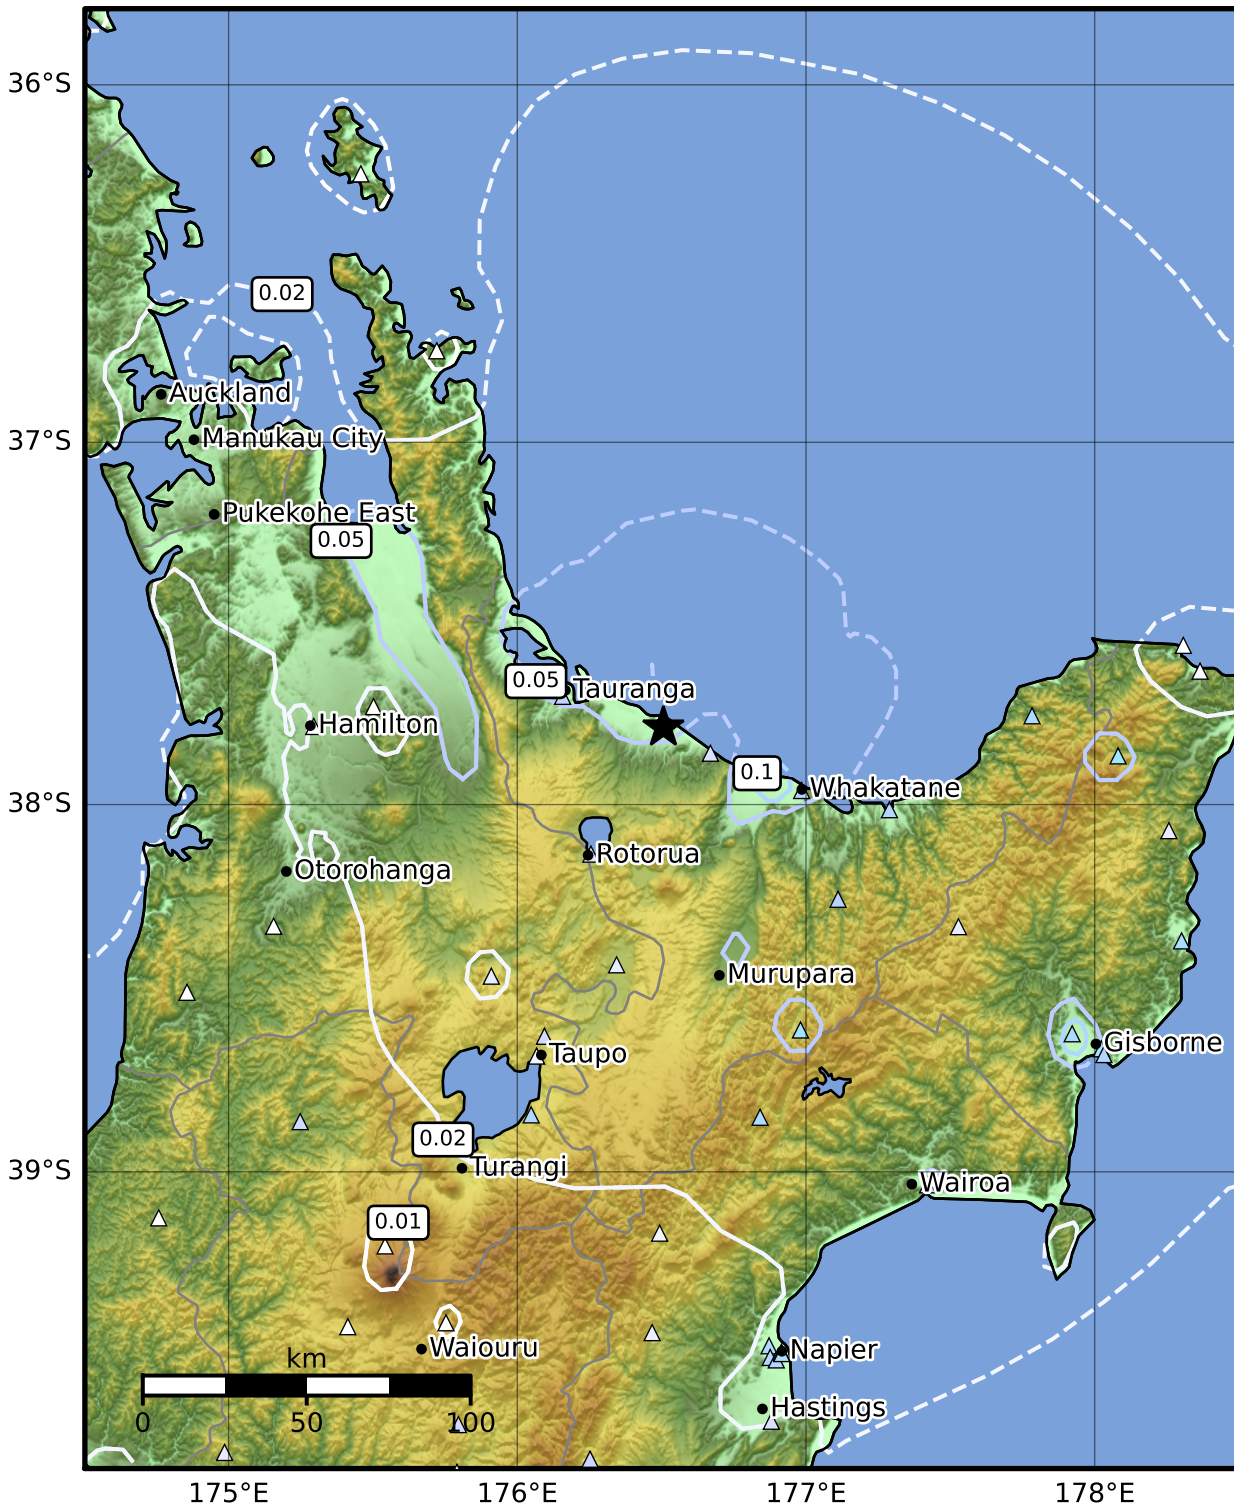 36°S
0.02
Auckland
37°S
Manukau City
Pukekohe East
0.05
0.05
Tauranga
Hamilton
0.1
Whakatane
38°S
Rotorua
Otorohanga
Murupara
Gisborne
Taupo
0.02
39°S
Turangi
Wairoa
0.01
Waiouru
Napier
km
Hastings
0 50 100
175°E 176°E 177°E 178°E